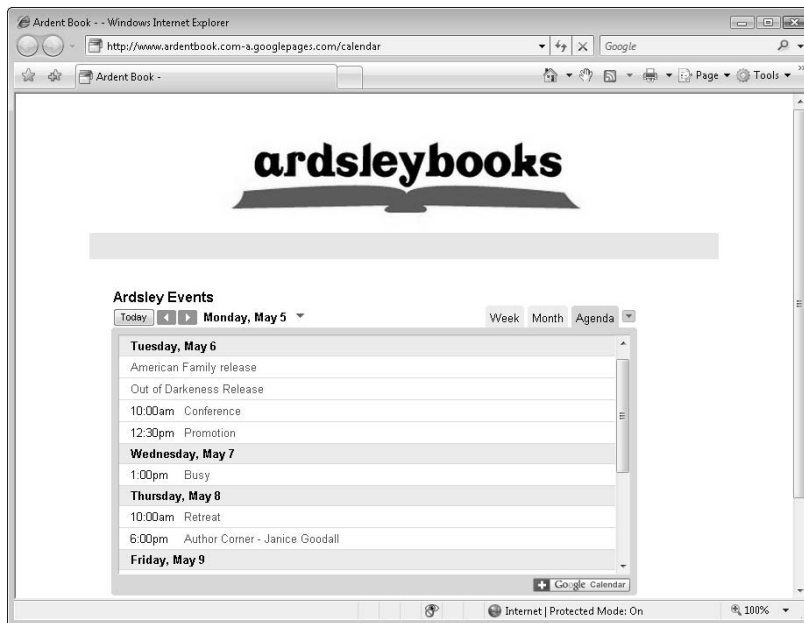 Ardent Book - - Windows Internet Explorer
http://www.ardentbook.com-a.googlepages.com/calendar
Google
Ardent Book -
Page
Tools
ardsleybooks
Ardsley Events
Today Monday, May 5 Week Month Agenda
Tuesday, May 6
American Family release
Out of Darkeness Release
10:00am Conference
12:30pm Promotion
Wednesday, May 7
1:00pm Busy
Thursday, May 8
10:00am Retreat
6:00pm Author Corner - Janice Goodall
Friday, May 9
Google Calendar
Internet | Protected Mode: On 100%